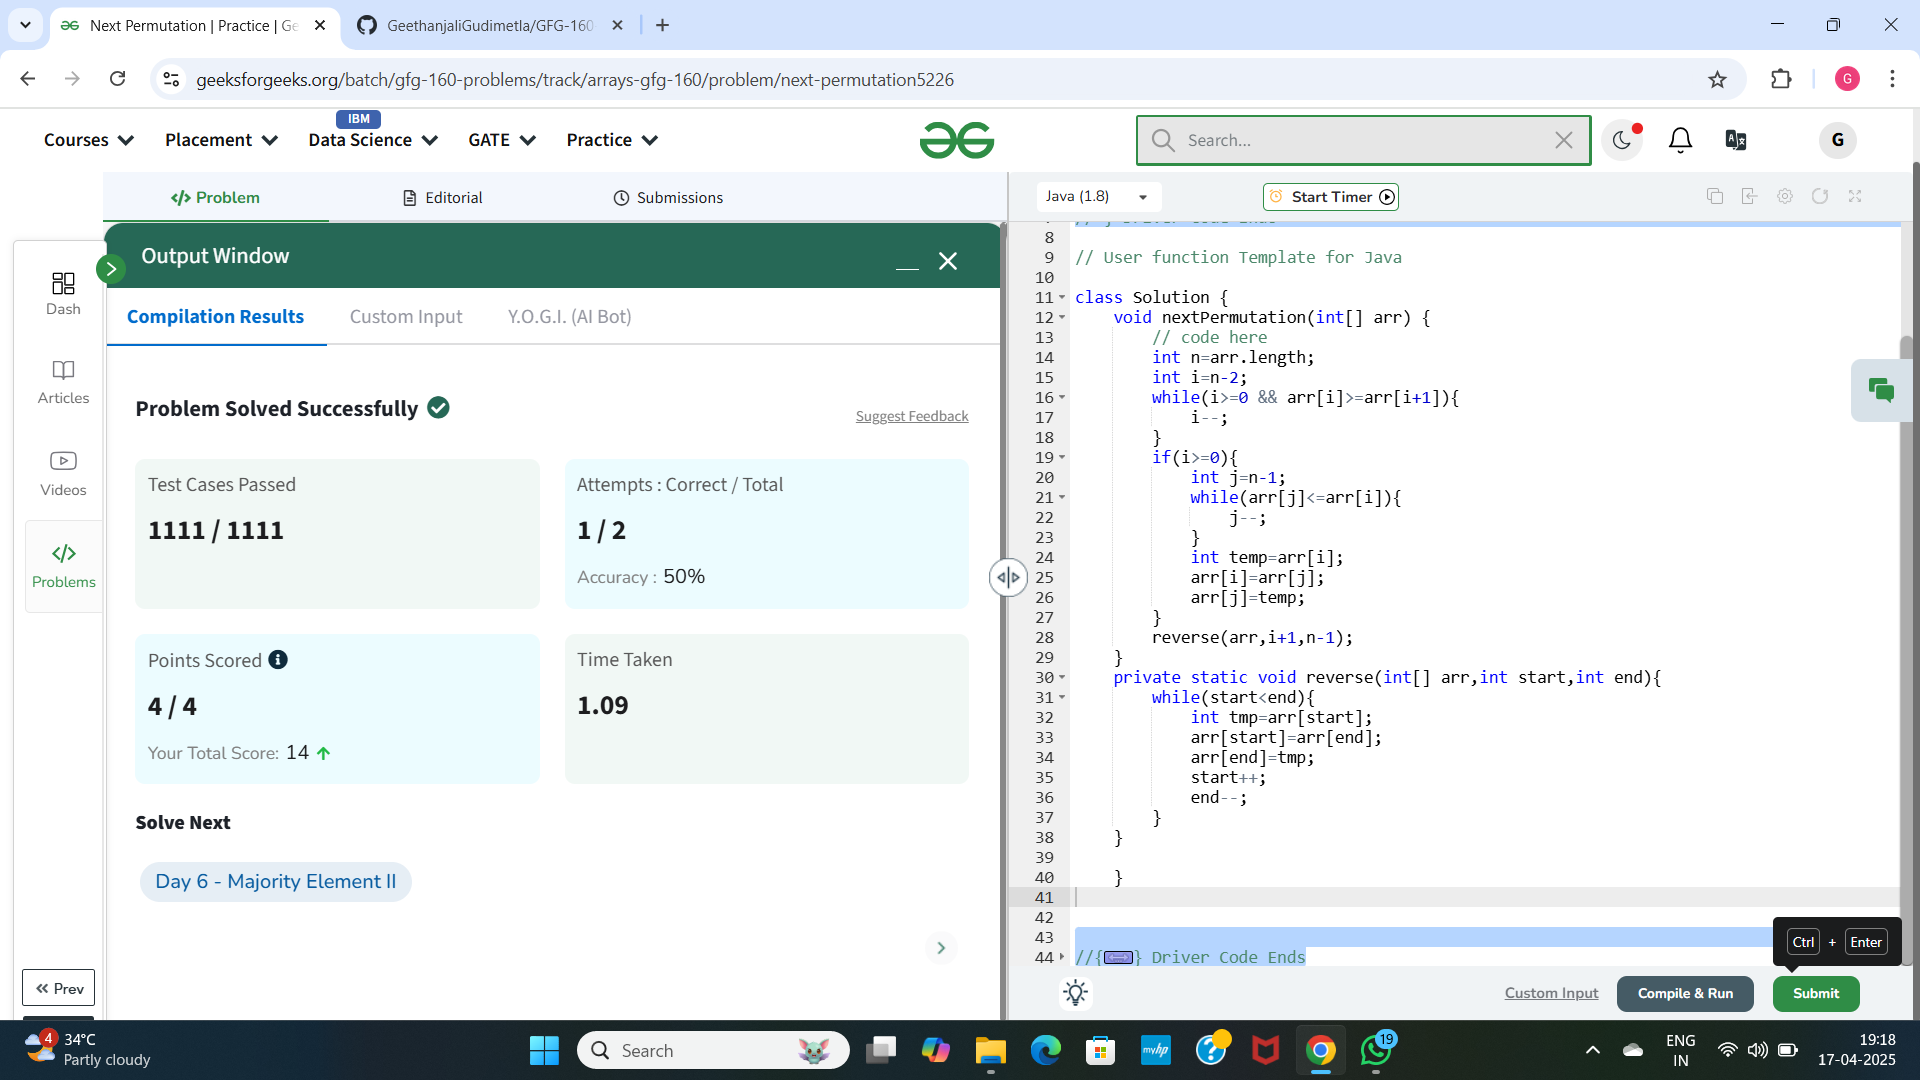 Next Permutation | Practice | Ge
GeethanjaliGudimetla/GFG-160
geeksforgeeks.org/batch/gfg-160-problems/track/arrays-gfg-160/problem/next-permutation5226
G
Courses
Placement
IBM
Data Science
GATE
Practice
Search...
G
Problem
Editorial
Submissions
Java (1.8)
Start Timer
Dash
Articles
Videos
Problems
Prev
Output Window
Compilation Results
Custom Input
Y.O.G.I. (AI Bot)
Problem Solved Successfully
Suggest Feedback
Test Cases Passed
1111 / 1111
Attempts : Correct / Total
1 / 2
Accuracy : 50%
Points Scored
4 / 4
Your Total Score: 14
Time Taken
1.09
Solve Next
Day 6 - Majority Element II
8
9 // User function Template for Java
10
11 class Solution {
12 void nextPermutation(int[] arr) {
13 // code here
14 int n=arr.length;
15 int i=n-2;
16 while(i>=0 && arr[i]>=arr[i+1]){
17 i--;
18 }
19 if(i>=0){
20 int j=n-1;
21 while(arr[j]<=arr[i]){
22 j--;
23 }
24 int temp=arr[i];
25 arr[i]=arr[j];
26 arr[j]=temp;
27 }
28 reverse(arr,i+1,n-1);
29 }
30 private static void reverse(int[] arr,int start,int end){
31 while(start<end){
32 int tmp=arr[start];
33 arr[start]=arr[end];
34 arr[end]=tmp;
35 start++;
36 end--;
37 }
38 }
39
40 }
41
42
43
44 //{ } Driver Code Ends
Ctrl + Enter
Custom Input
Compile & Run
Submit
4
34°C
Partly cloudy
Search
myhp
19
ENG
IN
19:18
17-04-2025